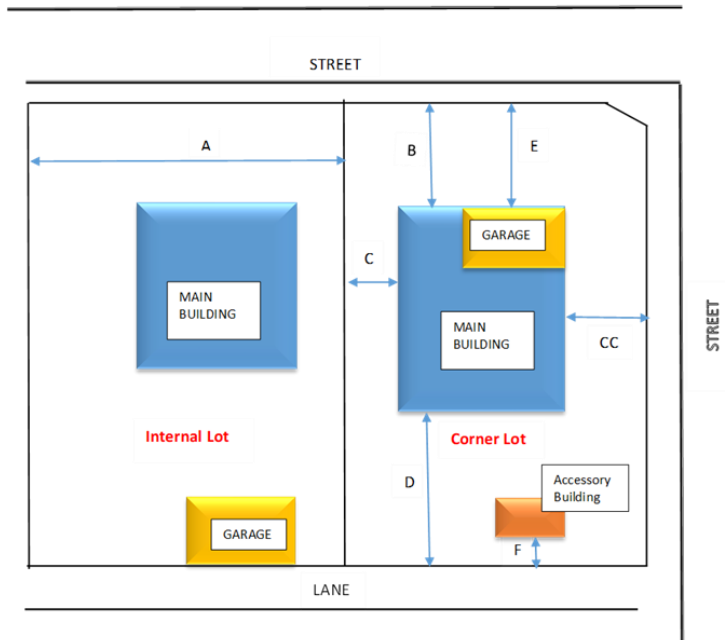 STREET
A
B
E
GARAGE
C
MAIN
BUILDING
MAIN
BUILDING
CC
STREET
Internal Lot
Corner Lot
D
Accessory
Building
GARAGE
F
LANE